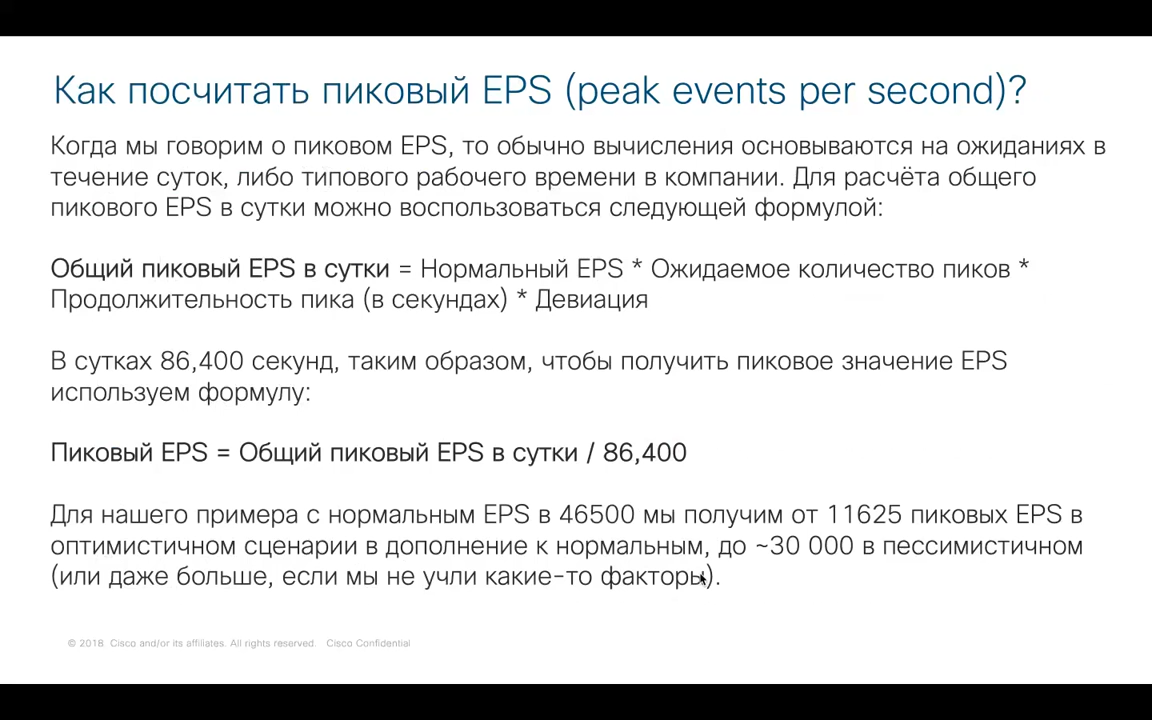 Как посчитать пиковый EPS (peak events per second)?
Когда мы говорим о пиковом EPS, то обычно вычисления основываются на ожиданиях в
течение суток, либо типового рабочего времени в компании. Для расчёта общего
пикового EPS в сутки можно воспользоваться следующей формулой:
Общий пиковый EPS в сутки = Нормальный EPS * Ожидаемое количество пиков *
Продолжительность пика (в секундах) * Девиация
В сутках 86,400 секунд, таким образом, чтобы получить пиковое значение EPS
используем формулу:
Пиковый EPS = Общий пиковый EPS в сутки / 86,400
Для нашего примера с нормальным EPS в 46500 мы получим от 11625 пиковых EPS в
оптимистичном сценарии в дополнение к нормальным, до ~30 000 в пессимистичном
(или даже больше, если мы не учли какие-то факторы).
© 2018 Cisco and/or its affiliates. All rights reserved. Cisco Confidential